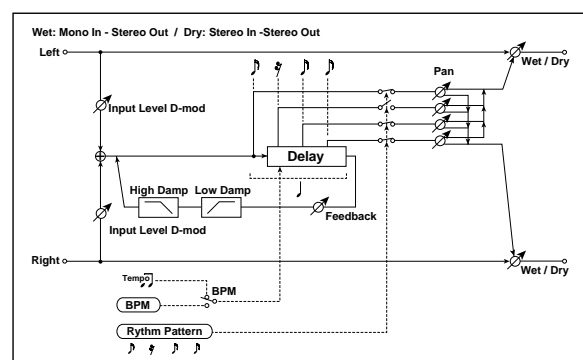 Wet: Mono In - Stereo Out / Dry: Stereo In -Stereo Out
Left
Wet / Dry
Pan
Input Level D-mod
Delay
High Damp Low Damp
Feedback
Input Level D-mod
Right
Wet / Dry
Tempo
BPM
BPM
Rythm Pattern